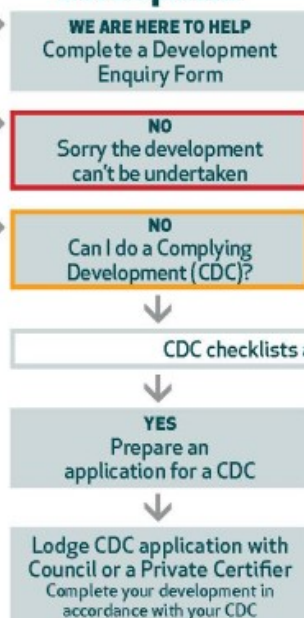 WE ARE HERE TO HELP
Complete a Development
Enquiry Form
NO
Sorry the development
can't be undertaken
NO
Can I do a Complying
Development (CDC)?
CDC checklists
YES
Prepare an
application for a CDC
Lodge CDC application with
Council or a Private Certifier
Complete your development in
accordance with your CDC